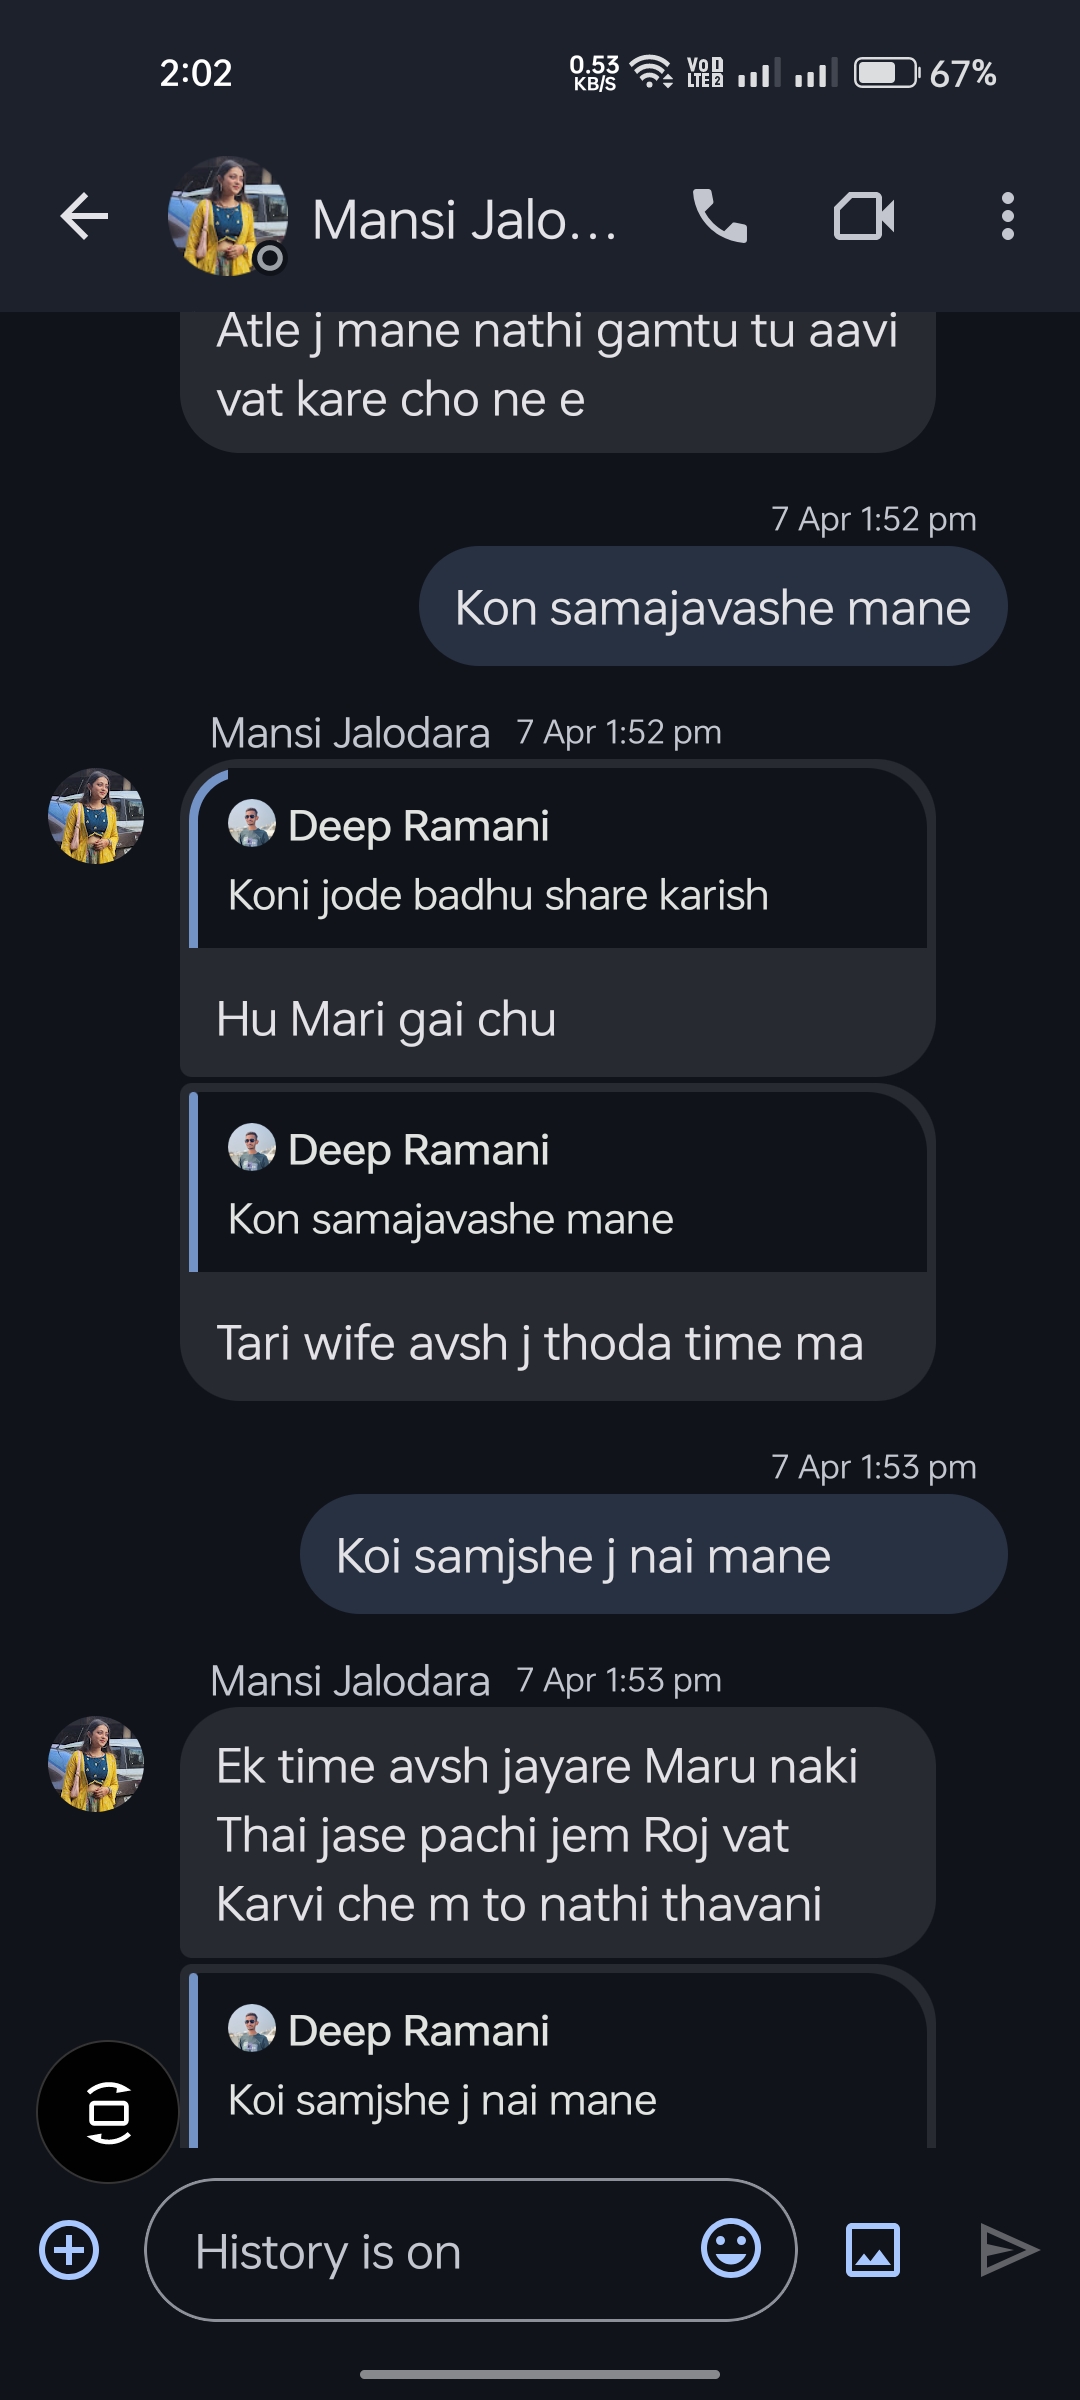 2:02
0.53 KB/S
Vo 1 LTE 2
67%
Mansi Jalo...
Atle j mane nathi gamtu tu aavi
vat kare cho ne e
7 Apr 1:52 pm
Kon samajavashe mane
Mansi Jalodara 7 Apr 1:52 pm
Deep Ramani
Koni jode badhu share karish
Hu Mari gai chu
Deep Ramani
Kon samajavashe mane
Tari wife avsh j thoda time ma
7 Apr 1:53 pm
Koi samjshe j nai mane
Mansi Jalodara 7 Apr 1:53 pm
Ek time avsh jayare Maru naki
Thai jase pachi jem Roj vat
Karvi che m to nathi thavani
Deep Ramani
Koi samjshe j nai mane
History is on